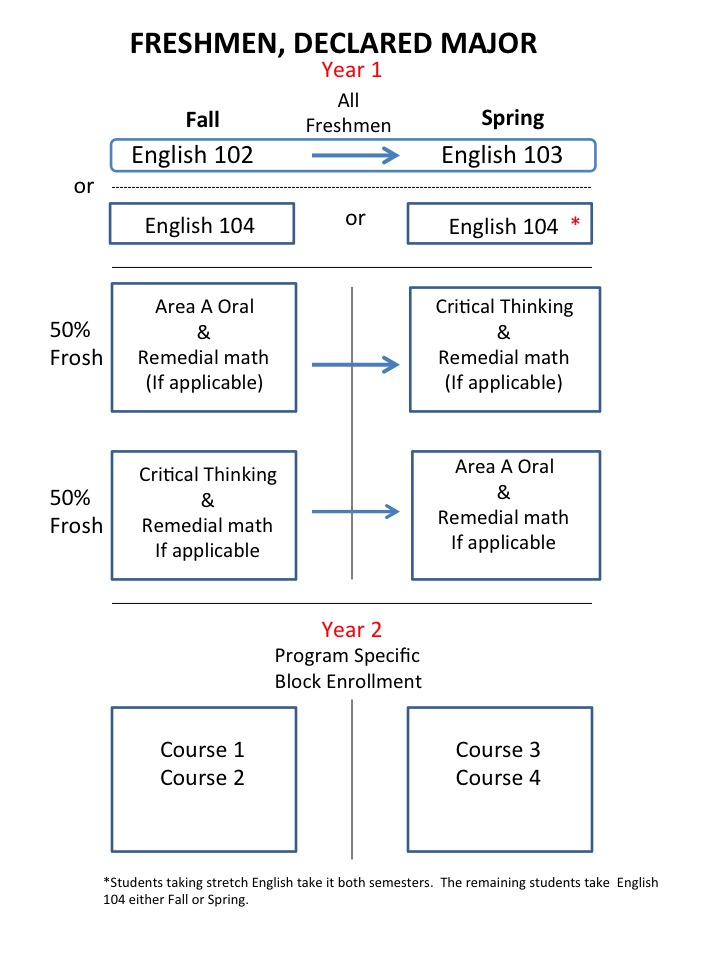 FRESHMEN, DECLARED MAJOR
Year 1
All
Freshmen
Fall
Spring
English 102
English 103
or
English 104
or
English 104 *
50%
Frosh
Area A Oral
&
Remedial math
(If applicable)
Critical Thinking
&
Remedial math
(If applicable)
50%
Frosh
Critical Thinking
&
Remedial math
If applicable
Area A Oral
&
Remedial math
If applicable
Year 2
Program Specific
Block Enrollment
Course 1
Course 2
Course 3
Course 4
*Students taking stretch English take it both semesters.  The remaining students take  English
104 either Fall or Spring.